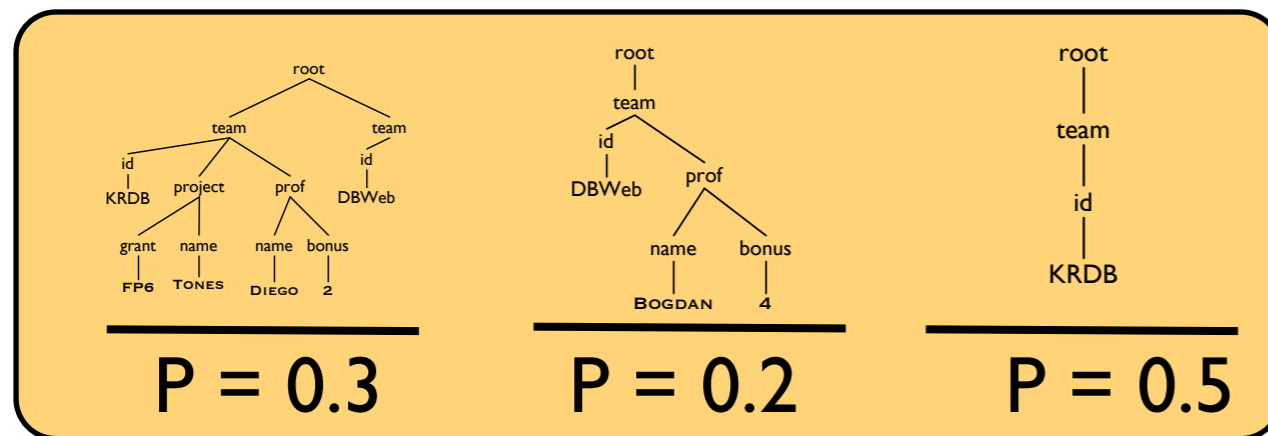 root
team team
id project prof id
KRDB DBWeb
grant name name bonus
FP6 TONES DIEGO 2
P = 0.3
root
team
id prof
DBWeb
name bonus
BOGDAN 4
P = 0.2
root
team
id
KRDB
P = 0.5